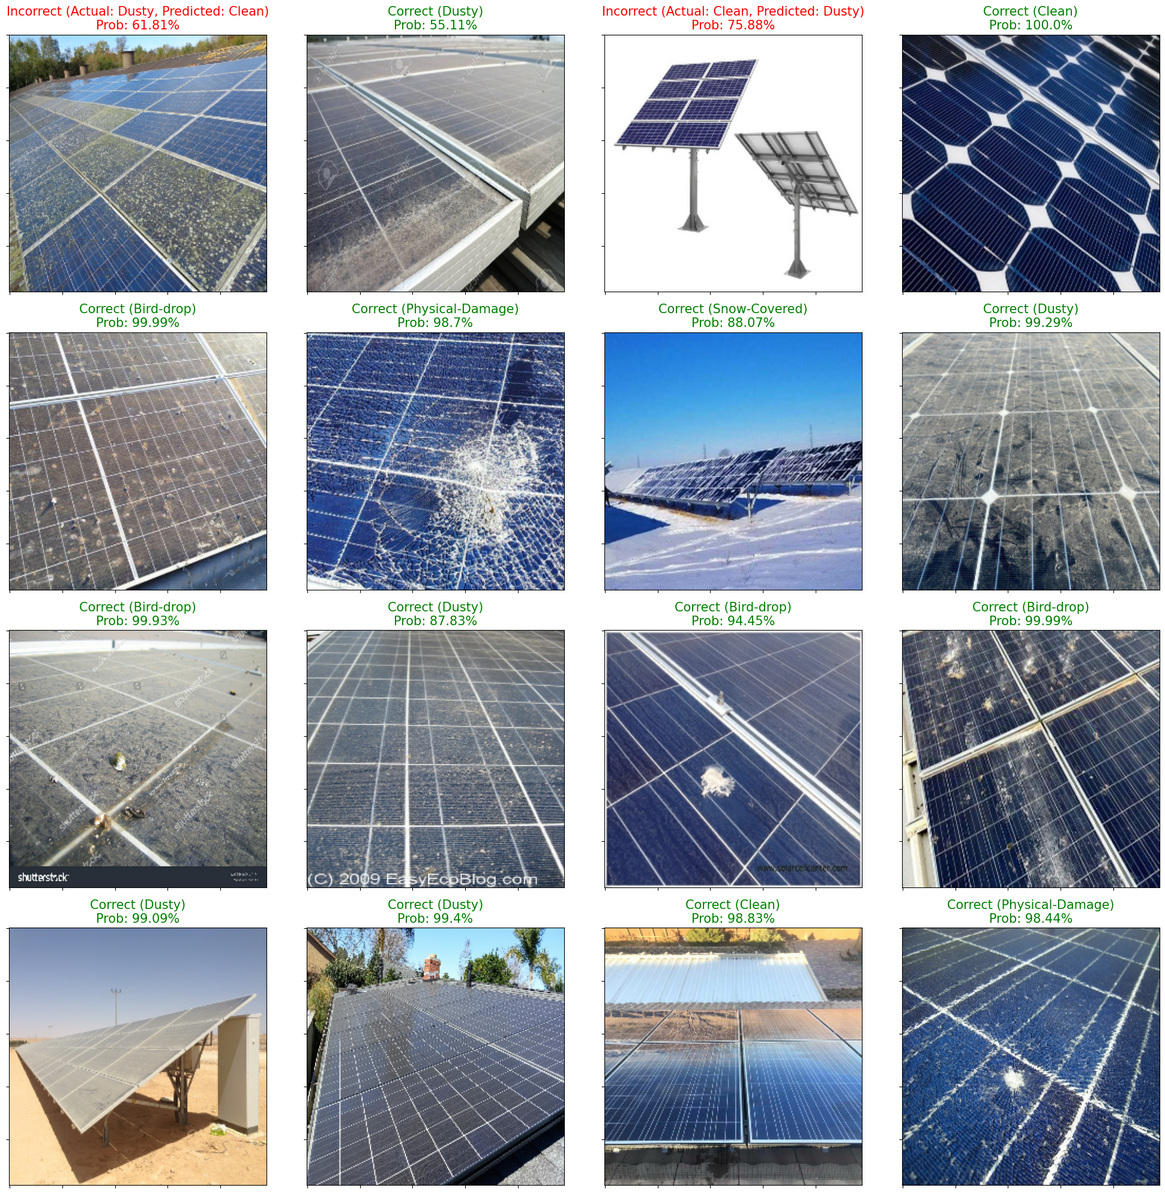 Incorrect (Actual: Dusty, Predicted: Clean)
Prob: 61.81%
Correct (Dusty)
Prob: 55.11%
Incorrect (Actual: Clean, Predicted: Dusty)
Prob: 75.88%
Correct (Clean)
Prob: 100.0%
Correct (Bird-drop)
Prob: 99.99%
Correct (Physical-Damage)
Prob: 98.7%
Correct (Snow-Covered)
Prob: 88.07%
Correct (Dusty)
Prob: 99.29%
Correct (Bird-drop)
Prob: 99.93%
shutterstock
Correct (Dusty)
Prob: 87.83%
(C) 2009 EasyEcoBlog.com
Correct (Bird-drop)
Prob: 94.45%
www.solarcellcenter.com
Correct (Bird-drop)
Prob: 99.99%
Correct (Dusty)
Prob: 99.09%
Correct (Dusty)
Prob: 99.4%
Correct (Clean)
Prob: 98.83%
Correct (Physical-Damage)
Prob: 98.44%